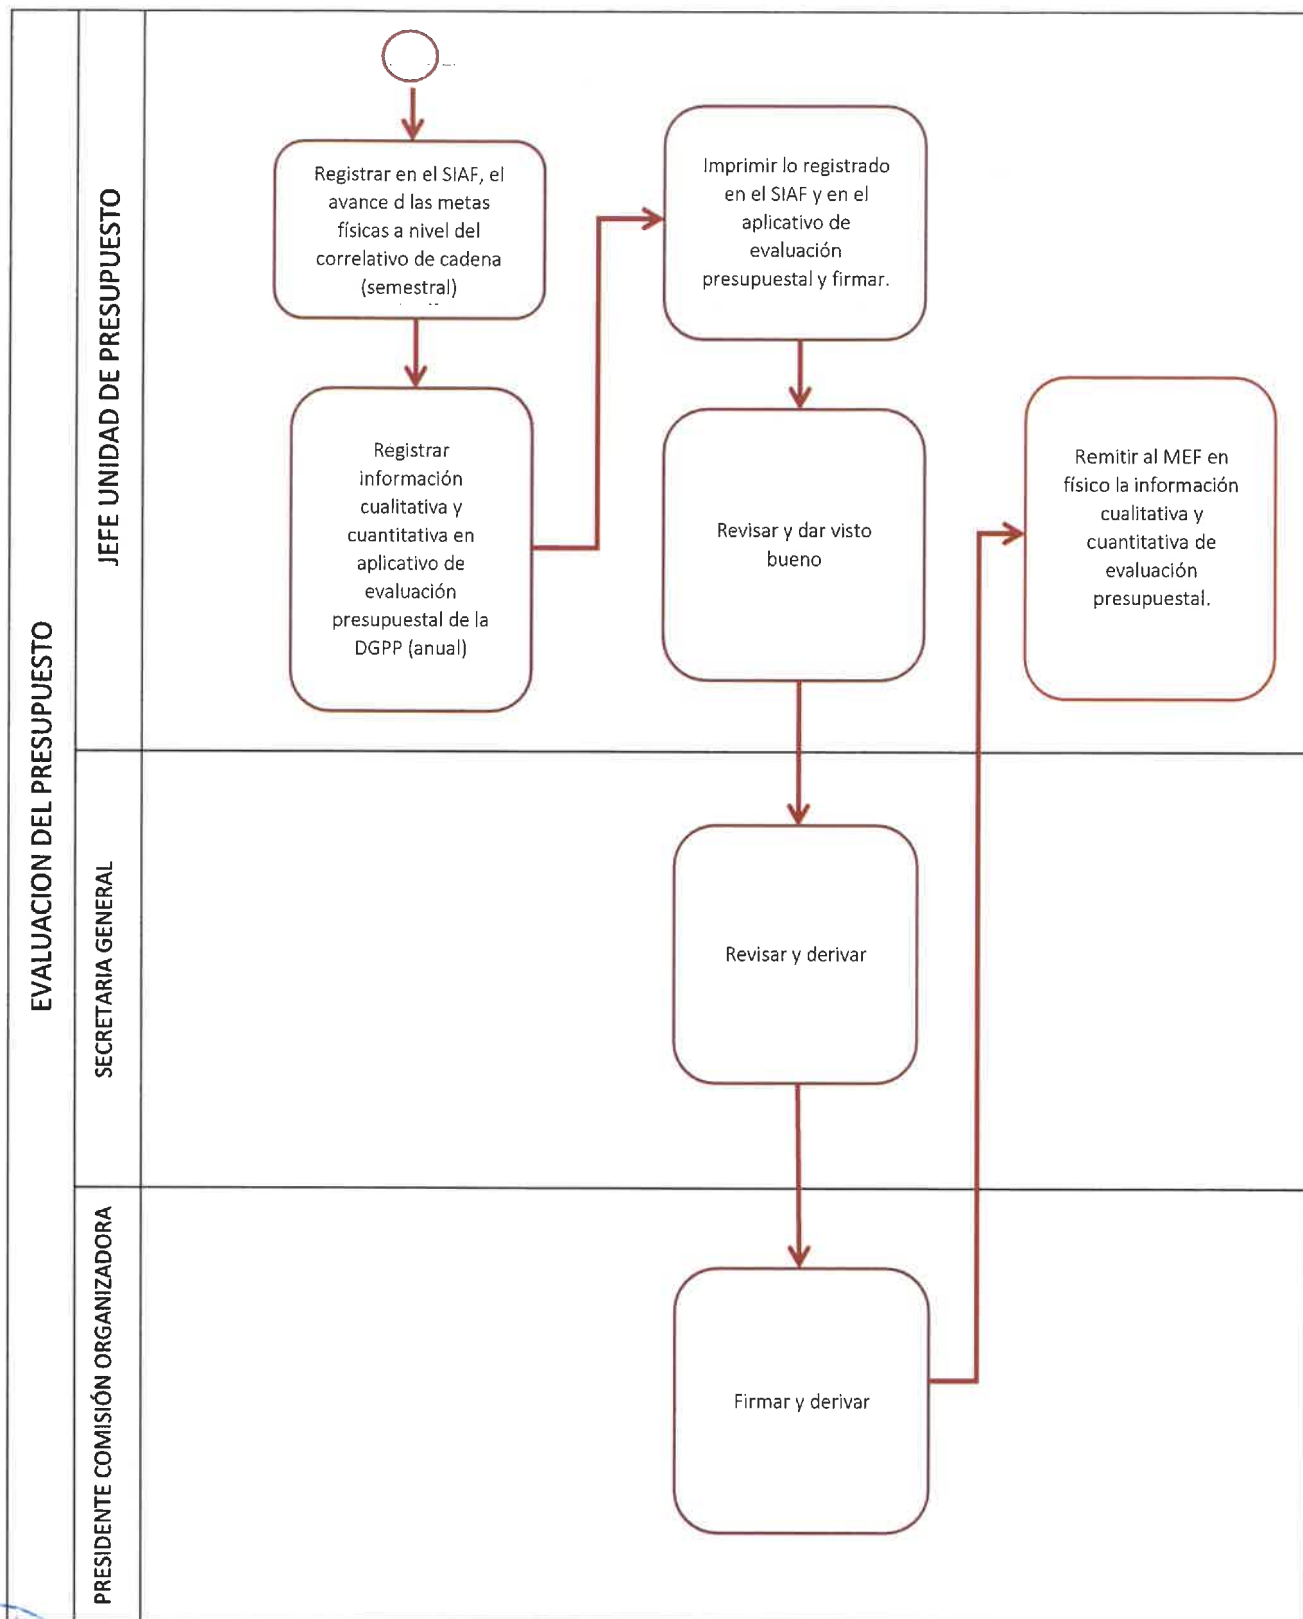 EVALUACION DEL PRESUPUESTO
JEFE UNIDAD DE PRESUPUESTO
Registrar en el SIAF, el
avance d las metas
físicas a nivel del
correlativo de cadena
(semestral)
Registrar
información
cualitativa y
cuantitativa en
aplicativo de
evaluación
presupuestal de la
DGPP (anual)
Imprimir lo registrado
en el SIAF y en el
aplicativo de
evaluación
presupuestal y firmar.
Revisar y dar visto
bueno
Remitir al MEF en
físico la información
cualitativa y
cuantitativa de
evaluación
presupuestal.
SECRETARIA GENERAL
Revisar y derivar
PRESIDENTE COMISIÓN ORGANIZADORA
Firmar y derivar